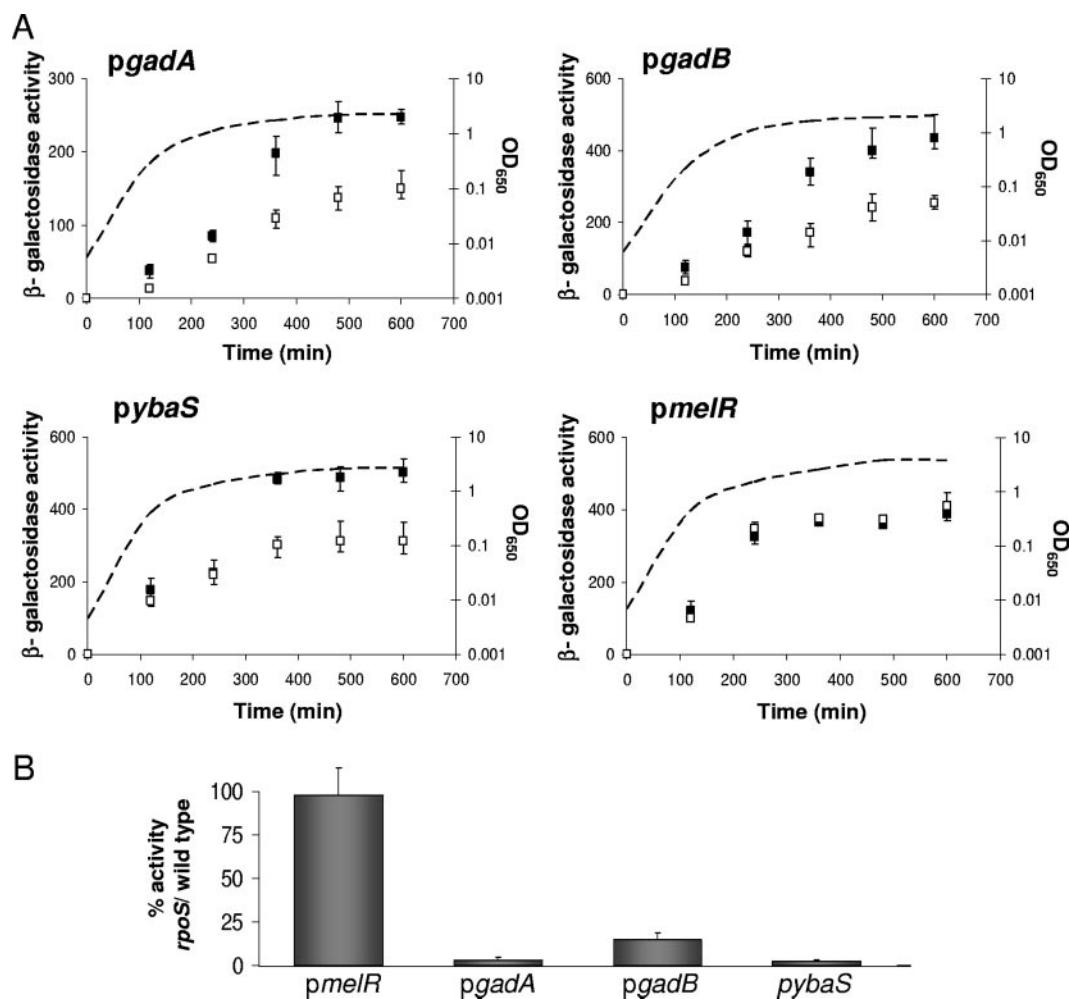 A
pgadA
300
200
100
0
β- galactosidase activity
10
1
0.1
0.01
0.001
OD650
0 100 200 300 400 500 600 700
Time (min)
pgadB
600
400
200
0
β- galactosidase activity
10
1
0.1
0.01
0.001
OD650
0 100 200 300 400 500 600 700
Time (min)
pybaS
600
400
200
0
β- galactosidase activity
10
1
0.1
0.01
0.001
OD650
0 100 200 300 400 500 600 700
Time (min)
pmelR
600
400
200
0
β- galactosidase activity
10
1
0.1
0.01
0.001
OD650
0 100 200 300 400 500 600 700
Time (min)
B
% activity
rpoS/ wild type
100
75
50
25
0
pmelR pgadA pgadB pybaS